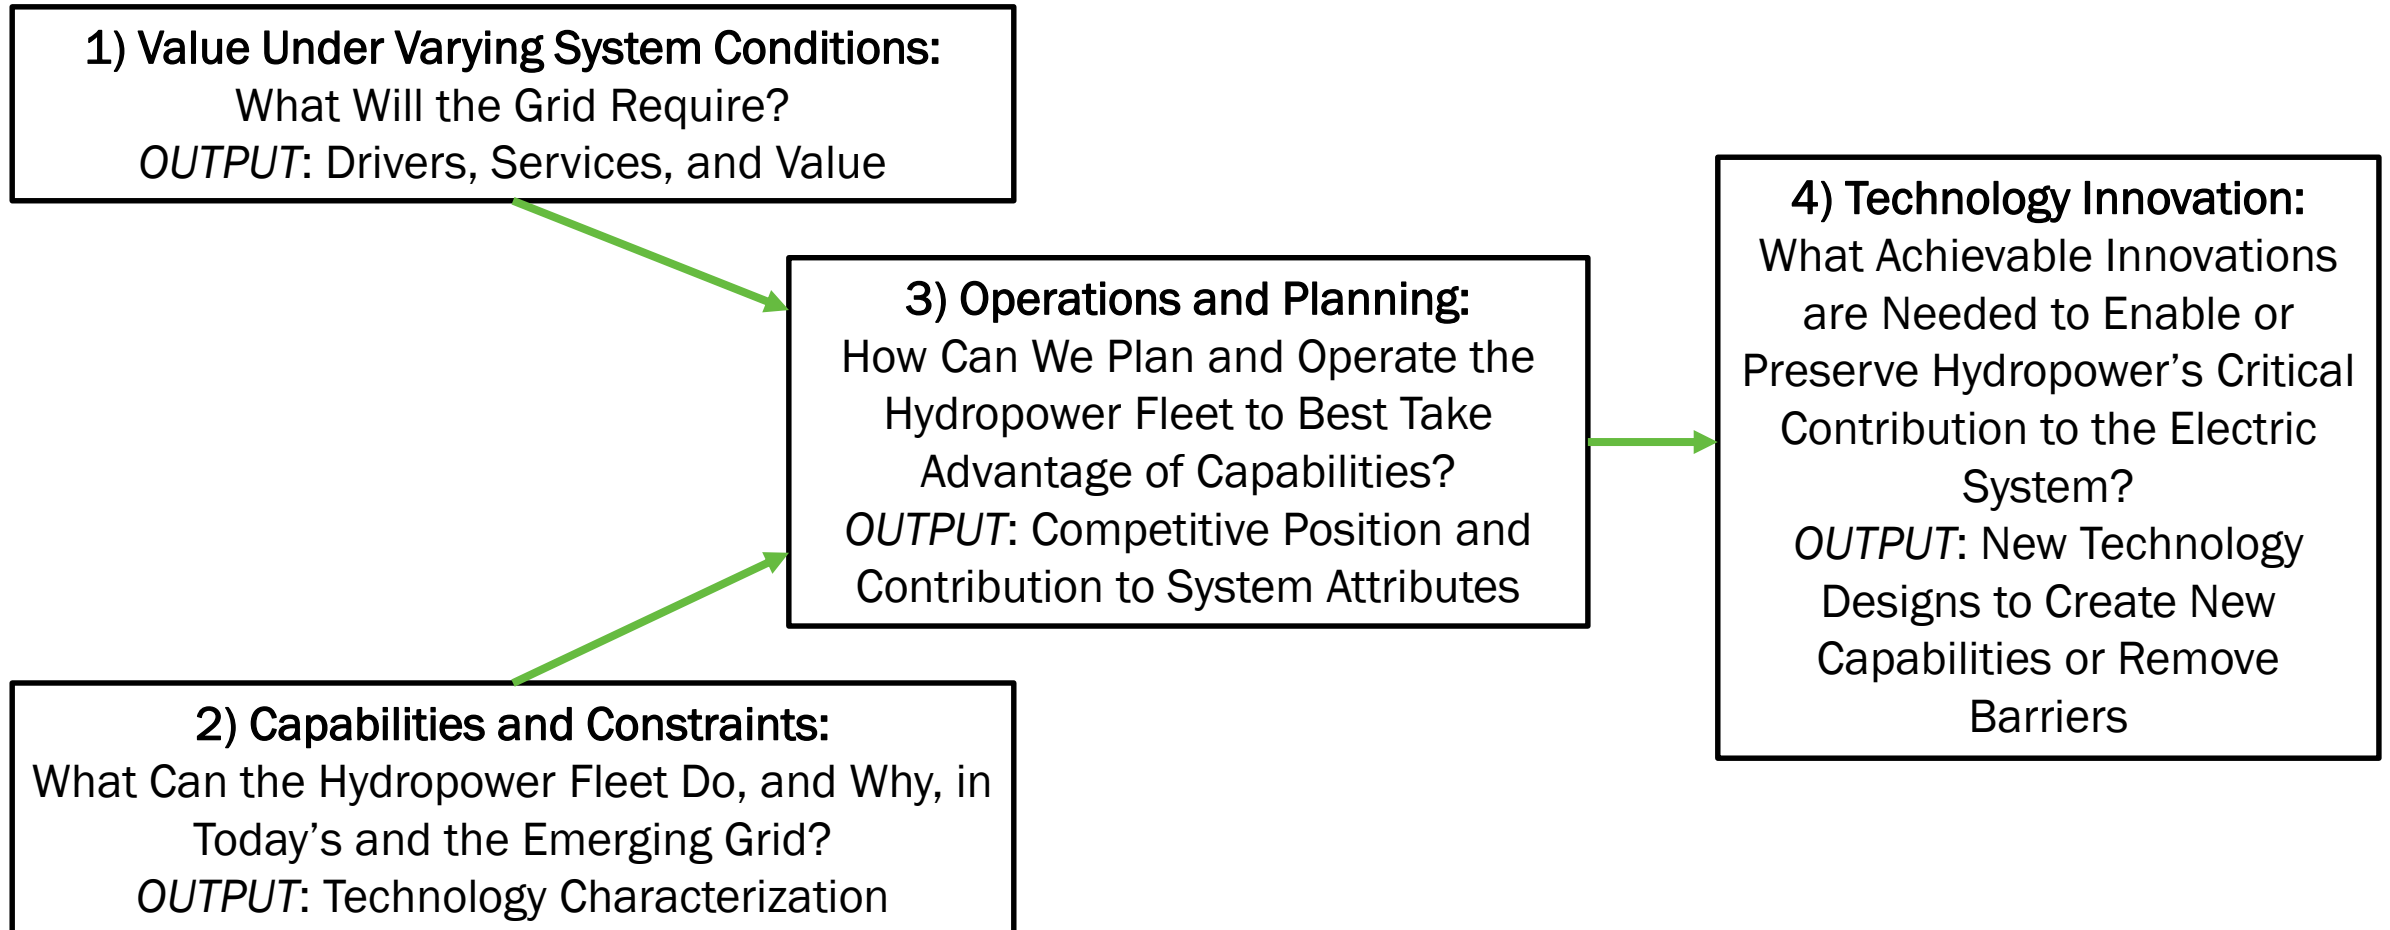 1) Value Under Varying System Conditions:
What Will the Grid Require?
OUTPUT: Drivers, Services, and Value
2) Capabilities and Constraints:
What Can the Hydropower Fleet Do, and Why, in
Today’s and the Emerging Grid?
OUTPUT: Technology Characterization
3) Operations and Planning:
How Can We Plan and Operate the
Hydropower Fleet to Best Take
Advantage of Capabilities?
OUTPUT: Competitive Position and
Contribution to System Attributes
4) Technology Innovation:
What Achievable Innovations
are Needed to Enable or
Preserve Hydropower’s Critical
Contribution to the Electric
System?
OUTPUT: New Technology
Designs to Create New
Capabilities or Remove
Barriers